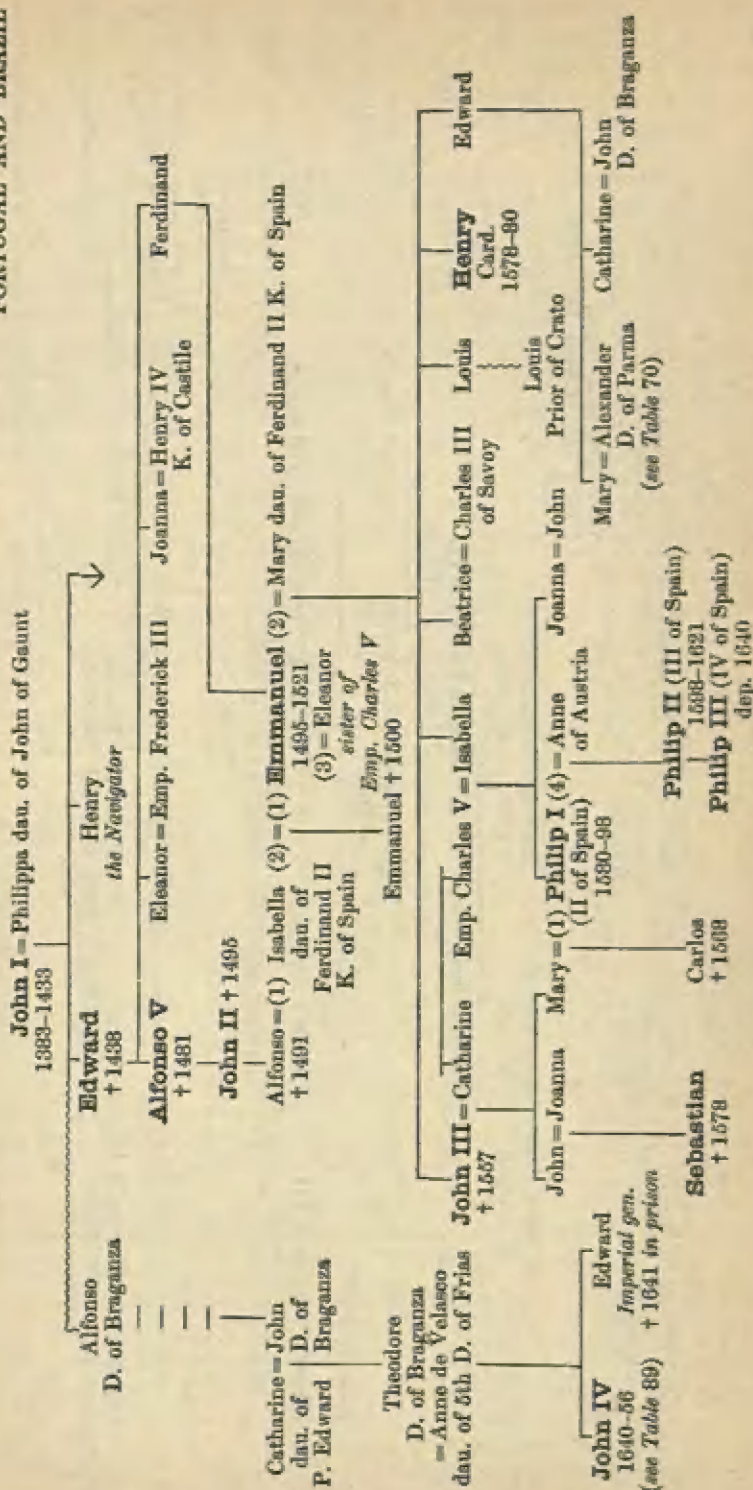 PORTUGAL AND BRAZIL
John I = Philippa dau. of John of Gaunt
1383-1433
Alfonso
D. of Braganza
Edward
† 1438
Henry
the Navigator
Alfonso V
† 1481
Eleanor = Emp. Frederick III
Joanna = Henry IV
K. of Castile
Ferdinand
John II † 1495
Alfonso = (1) Isabella (2) = (1) Emmanuel (2) = Mary dau. of Ferdinand II K. of Spain
† 1491
dau. of
Ferdinand II
K. of Spain
1495-1521
(3) = Eleanor
sister of
Emp. Charles V
Emmanuel † 1500
Catharine = John
dau. of
P. Edward
D. of
Braganza
Theodore
D. of Braganza
= Anne de Velasco
dau. of 5th D. of Frias
John III = Catharine
† 1557
Emp. Charles V = Isabella
Beatrice = Charles III
of Savoy
Louis
Louis
Prior of Crato
Henry
Card.
1578-80
Edward
John = Joanna
Mary = (1) Philip I (4) = Anne
(II of Spain)
1580-98
of Austria
Joanna = John
Mary = Alexander
D. of Parma
(see Table 70)
Catharine = John
D. of Braganza
John IV
1640-56
(see Table 89)
Edward
Imperial gen.
† 1641 in prison
Sebastian
† 1578
Carlos
† 1568
Philip II (III of Spain)
1598-1621
Philip III (IV of Spain)
dep. 1640